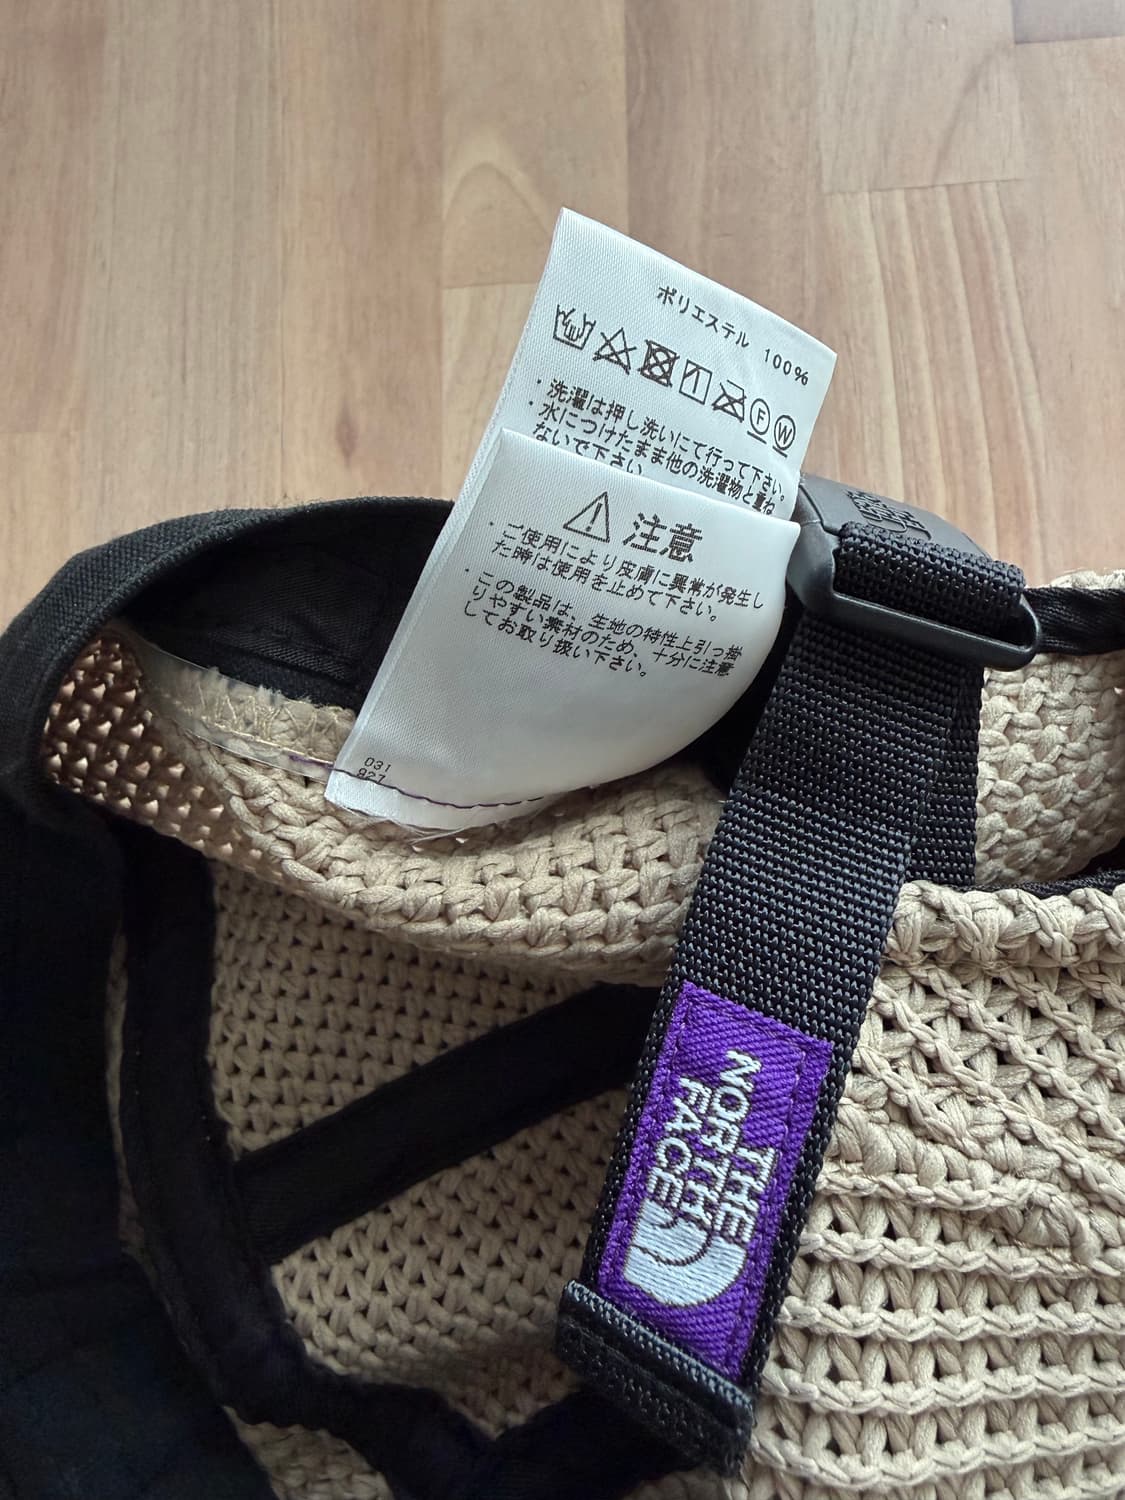 ポリエステル 100%
F W
・洗濯は押し洗いにて行って下さい。
・水につけたまま他の洗濯物と重ね
ないで下さい。
注意
・ご使用により皮膚に異常が発生し
た時は使用を止めて下さい。
・この製品は、生地の特性上引っ掛
りやすい素材のため、十分に注意
してお取り扱い下さい。
031
927
THE
NORTH
FACE